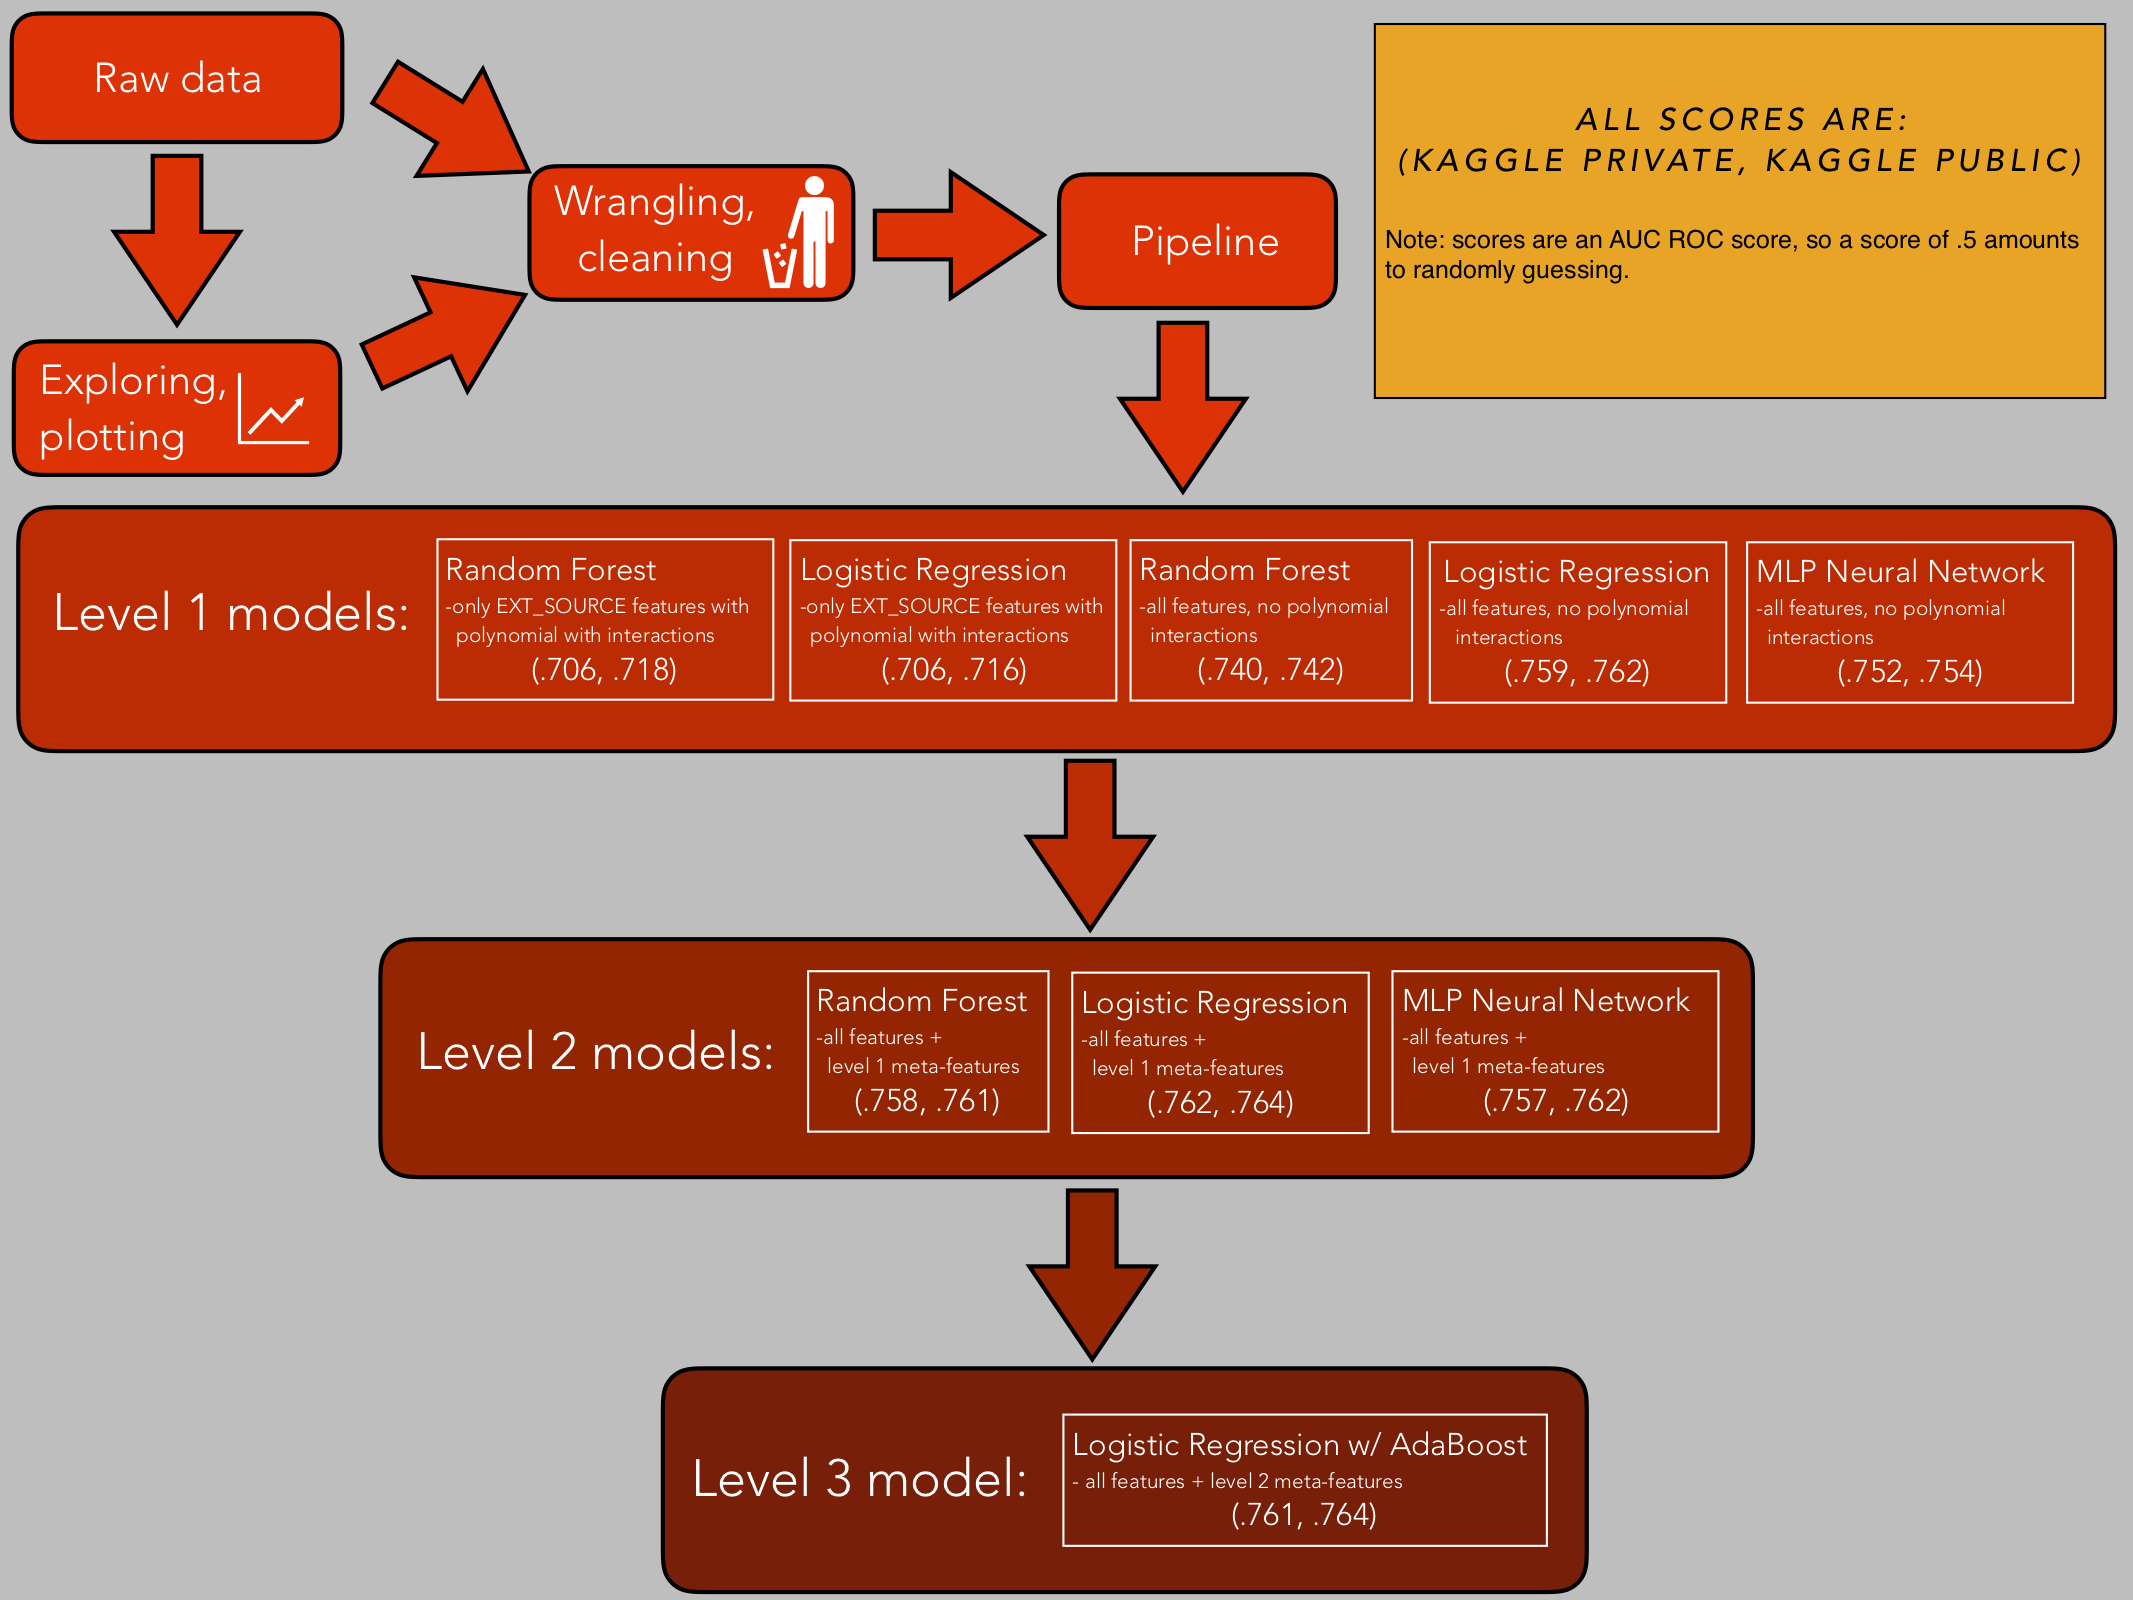 Raw data
Wrangling,
cleaning
Pipeline
Exploring,
plotting
ALL SCORES ARE:
(KAGGLE PRIVATE, KAGGLE PUBLIC)
Note: scores are an AUC ROC score, so a score of .5 amounts
to randomly guessing.
Level 1 models:
Random Forest
-only EXT_SOURCE features with
polynomial with interactions
(.706, .718)
Logistic Regression
-only EXT_SOURCE features with
polynomial with interactions
(.706, .716)
Random Forest
-all features, no polynomial
interactions
(.740, .742)
Logistic Regression
-all features, no polynomial
interactions
(.759, .762)
MLP Neural Network
-all features, no polynomial
interactions
(.752, .754)
Level 2 models:
Random Forest
-all features +
level 1 meta-features
(.758, .761)
Logistic Regression
-all features +
level 1 meta-features
(.762, .764)
MLP Neural Network
-all features +
level 1 meta-features
(.757, .762)
Level 3 model:
Logistic Regression w/ AdaBoost
- all features + level 2 meta-features
(.761, .764)